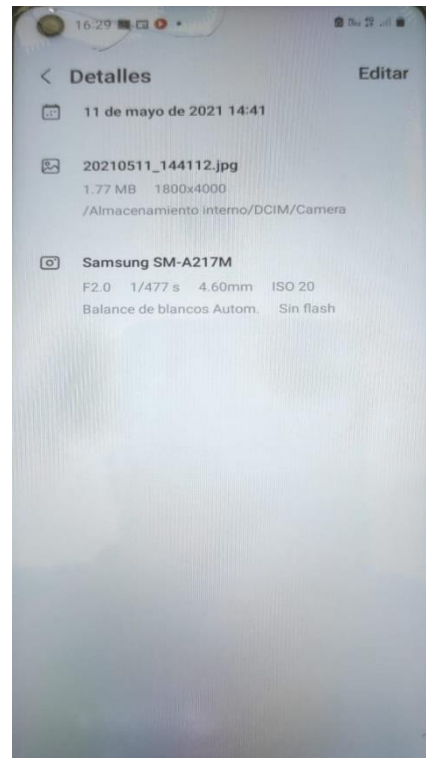 16:29
Detalles
Editar
11 de mayo de 2021 14:41
20210511_144112.jpg
1.77 MB 1800x4000
/Almacenamiento interno/DCIM/Camera
Samsung SM-A217M
F2.0 1/477 s 4.60mm ISO 20
Balance de blancos Autom. Sin flash